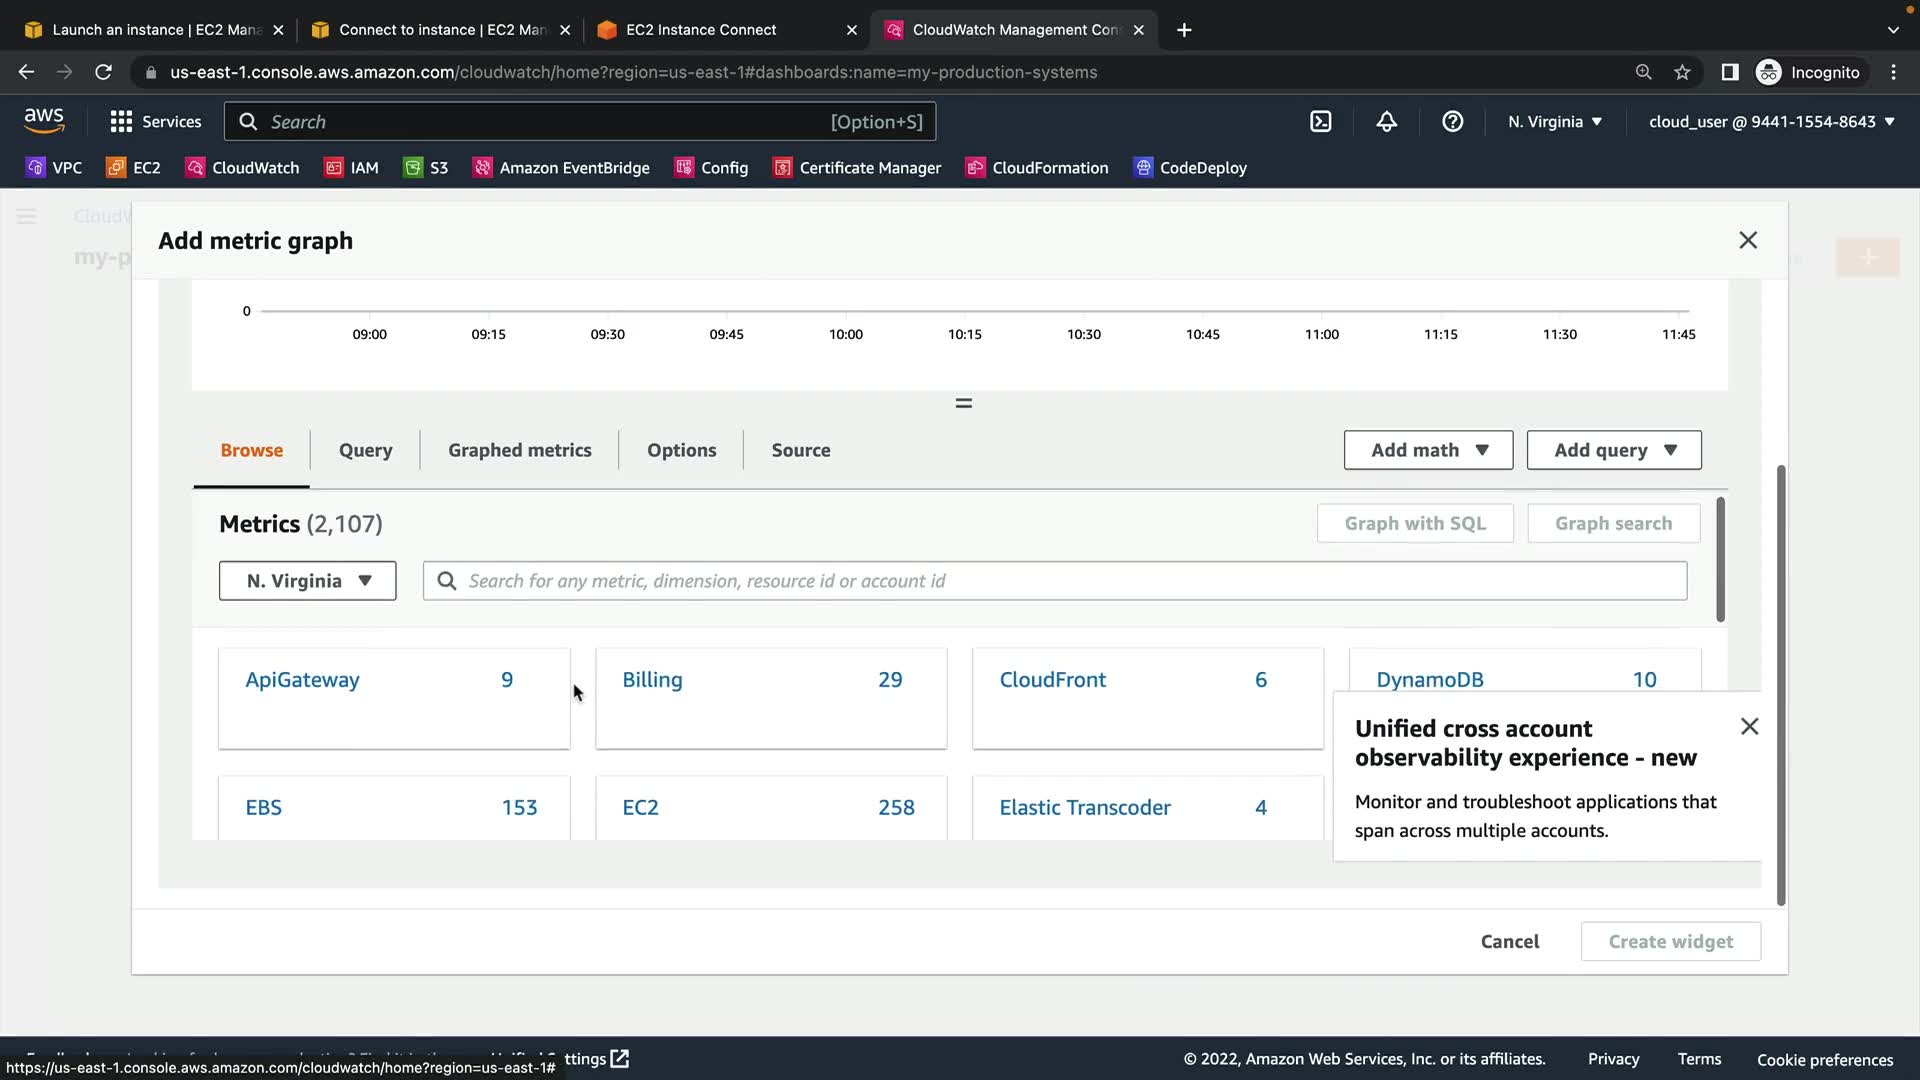 Launch an instance | EC2 Mana
Connect to instance | EC2 Man
EC2 Instance Connect
CloudWatch Management Con
us-east-1.console.aws.amazon.com/cloudwatch/home?region=us-east-1#dashboards:name=my-production-systems
Incognito
aws
Services
Search
[Option+S]
N. Virginia
cloud_user @ 9441-1554-8643
VPC
EC2
CloudWatch
IAM
S3
Amazon EventBridge
Config
Certificate Manager
CloudFormation
CodeDeploy
CloudW
my-p
Add metric graph
0
09:00
09:15
09:30
09:45
10:00
10:15
10:30
10:45
11:00
11:15
11:30
11:45
Browse
Query
Graphed metrics
Options
Source
Add math
Add query
Metrics (2,107)
Graph with SQL
Graph search
N. Virginia
Search for any metric, dimension, resource id or account id
ApiGateway 9
Billing 29
CloudFront 6
DynamoDB 10
Unified cross account
observability experience - new
Monitor and troubleshoot applications that
span across multiple accounts.
EBS 153
EC2 258
Elastic Transcoder 4
Cancel
Create widget
ttings
© 2022, Amazon Web Services, Inc. or its affiliates.
Privacy
Terms
Cookie preferences
https://us-east-1.console.aws.amazon.com/cloudwatch/home?region=us-east-1#